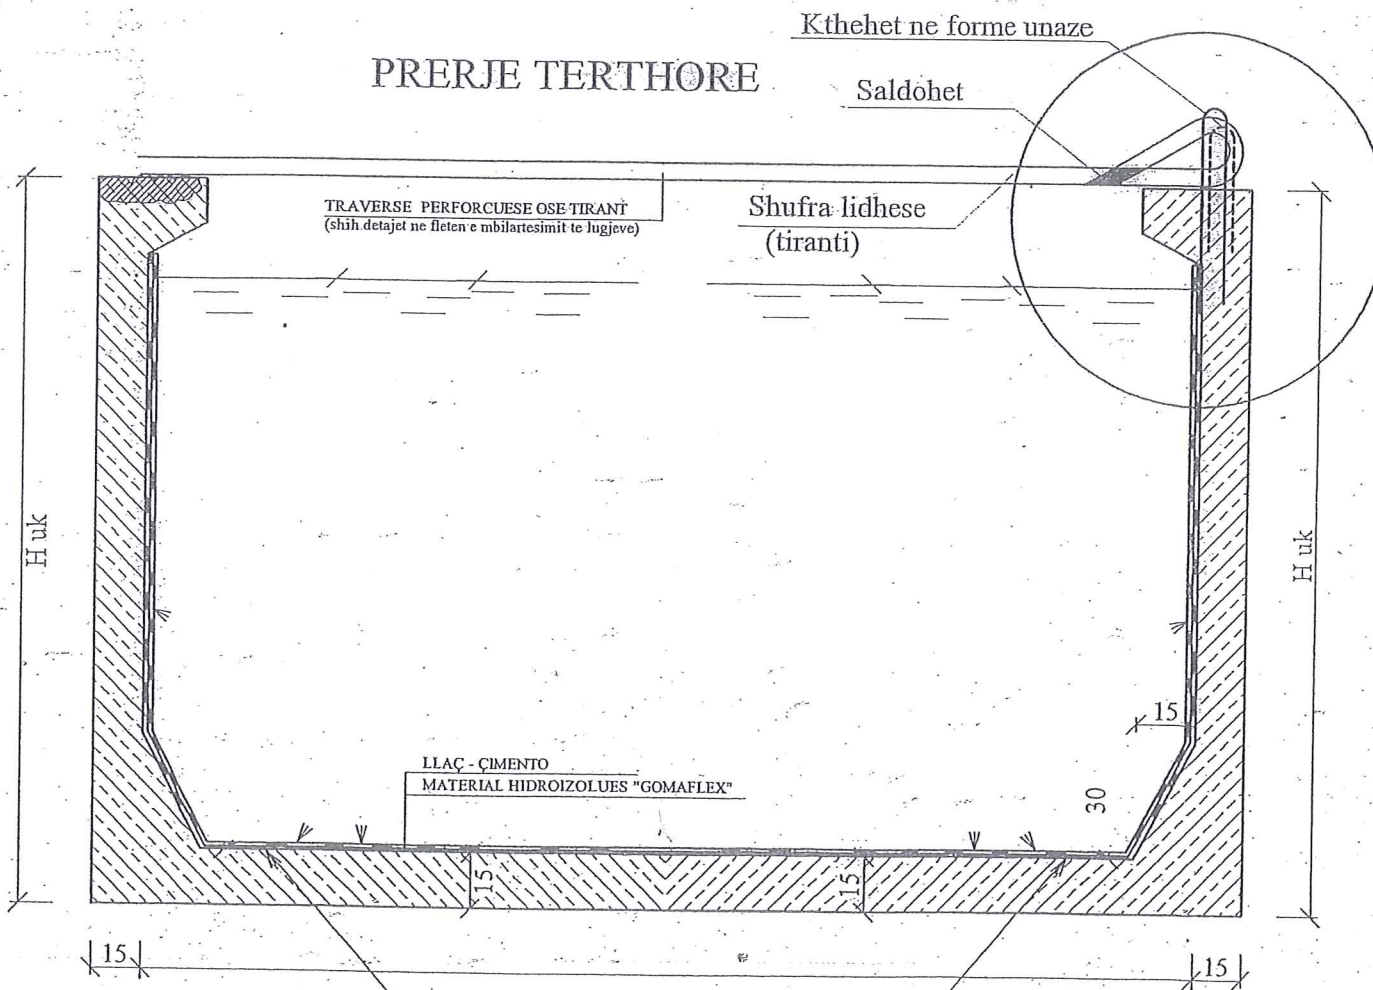 Kthehet ne forme unaze
PRERJE TERTHORE
Saldohet
TRAVERSE PERFORCUESE OSE TIRANT
(shih detajet ne fleten e mbilartesimit te lugjeve)
Shufra lidhese
(tiranti)
H uk
H uk
15
LLAÇ - ÇIMENTO
MATERIAL HIDROIZOLUES "GOMAFLEX"
30
15
15
15
15